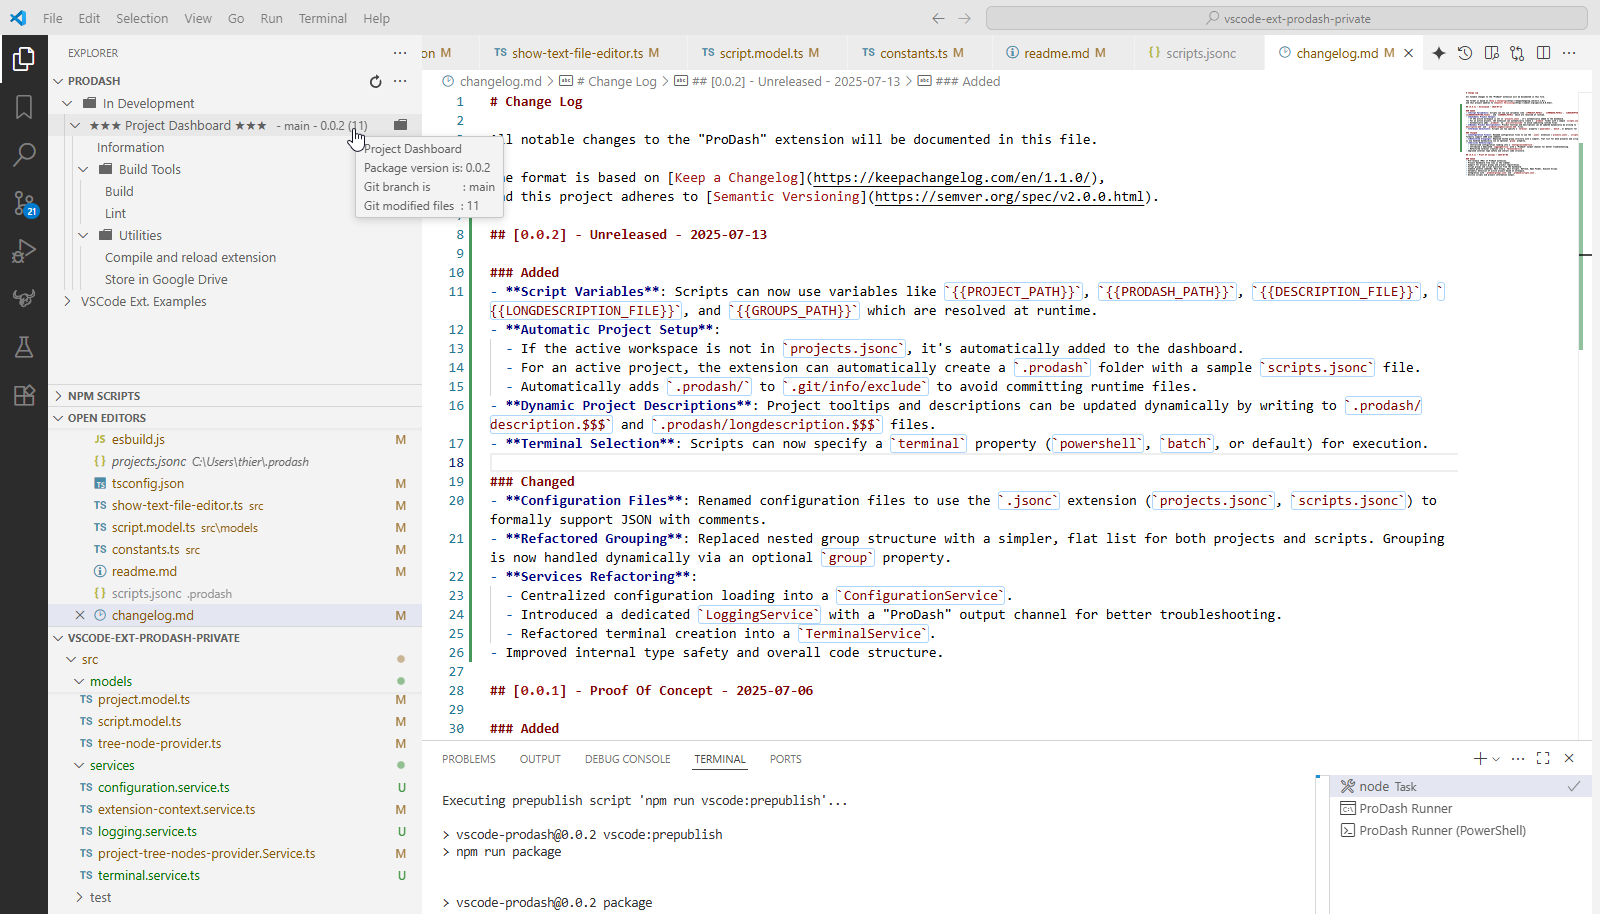 File Edit Selection View Go Run Terminal Help
vscode-ext-prodash-private
EXPLORER
PRODASH
In Development
★★★ Project Dashboard ★★★ - main - 0.0.2 (11)
Information
Build Tools
Build
Lint
Utilities
Compile and reload extension
Store in Google Drive
VSCode Ext. Examples
Project Dashboard
Package version is: 0.0.2
Git branch is : main
Git modified files : 11
21
NPM SCRIPTS
OPEN EDITORS
JS esbuild.js M
{} projects.jsonc C:\Users\thier\.prodash
TS tsconfig.json M
TS show-text-file-editor.ts src M
TS script.model.ts src\models M
TS constants.ts src M
readme.md M
{} scripts.jsonc .prodash
changelog.md M
VSCODE-EXT-PRODASH-PRIVATE
src
models
TS project.model.ts M
TS script.model.ts M
TS tree-node-provider.ts M
services
TS configuration.service.ts U
TS extension-context.service.ts M
TS logging.service.ts U
TS project-tree-nodes-provider.Service.ts M
TS terminal.service.ts U
test
on M TS show-text-file-editor.ts M TS script.model.ts M TS constants.ts M readme.md M {} scripts.jsonc changelog.md M
changelog.md > # Change Log > ## [0.0.2] - Unreleased - 2025-07-13 > ### Added
1 # Change Log
2
ll notable changes to the "ProDash" extension will be documented in this file.
he format is based on [Keep a Changelog](https://keepachangelog.com/en/1.1.0/),
nd this project adheres to [Semantic Versioning](https://semver.org/spec/v2.0.0.html).
8 ## [0.0.2] - Unreleased - 2025-07-13
9
10 ### Added
11 - **Script Variables**: Scripts can now use variables like `{{PROJECT_PATH}}`, `{{PRODASH_PATH}}`, `{{DESCRIPTION_FILE}}`, `
{{LONGDESCRIPTION_FILE}}`, and `{{GROUPS_PATH}}` which are resolved at runtime.
12 - **Automatic Project Setup**:
13 - If the active workspace is not in `projects.jsonc`, it's automatically added to the dashboard.
14 - For an active project, the extension can automatically create a `.prodash` folder with a sample `scripts.jsonc` file.
15 - Automatically adds `.prodash/` to `.git/info/exclude` to avoid committing runtime files.
16 - **Dynamic Project Descriptions**: Project tooltips and descriptions can be updated dynamically by writing to `.prodash/
description.$$$` and `.prodash/longdescription.$$$` files.
17 - **Terminal Selection**: Scripts can now specify a `terminal` property (`powershell`, `batch`, or default) for execution.
18
19 ### Changed
20 - **Configuration Files**: Renamed configuration files to use the `.jsonc` extension (`projects.jsonc`, `scripts.jsonc`) to
formally support JSON with comments.
21 - **Refactored Grouping**: Replaced nested group structure with a simpler, flat list for both projects and scripts. Grouping
is now handled dynamically via an optional `group` property.
22 - **Services Refactoring**:
23 - Centralized configuration loading into a `ConfigurationService`.
24 - Introduced a dedicated `LoggingService` with a "ProDash" output channel for better troubleshooting.
25 - Refactored terminal creation into a `TerminalService`.
26 - Improved internal type safety and overall code structure.
27
28 ## [0.0.1] - Proof Of Concept - 2025-07-06
29
30 ### Added
PROBLEMS OUTPUT DEBUG CONSOLE TERMINAL PORTS
Executing prepublish script 'npm run vscode:prepublish'...
> vscode-prodash@0.0.2 vscode:prepublish
> npm run package
> vscode-prodash@0.0.2 package
node Task
ProDash Runner
ProDash Runner (PowerShell)